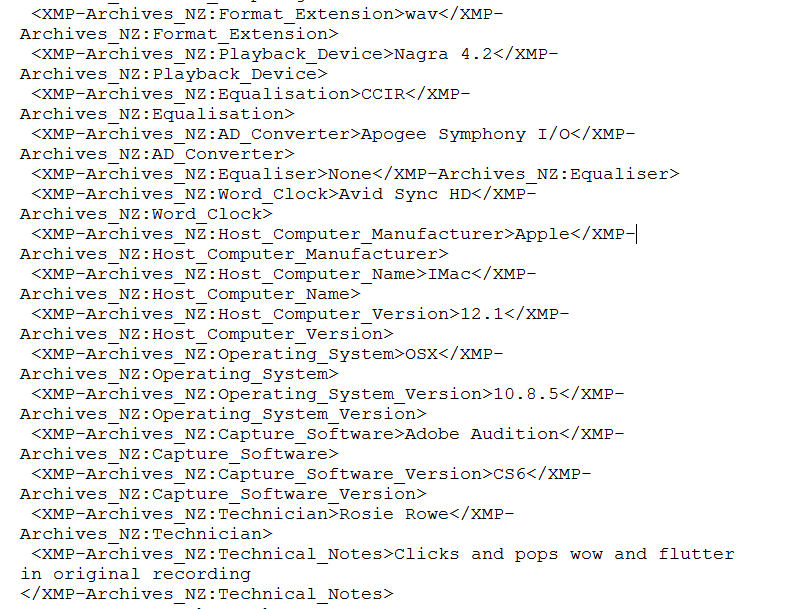 <XMP-Archives_NZ:Format_Extension>wav</XMP-
Archives_NZ:Format_Extension>
<XMP-Archives_NZ:Playback_Device>Nagra 4.2</XMP-
Archives_NZ:Playback_Device>
<XMP-Archives_NZ:Equalisation>CCIR</XMP-
Archives_NZ:Equalisation>
<XMP-Archives_NZ:AD_Converter>Apogee Symphony I/O</XMP-
Archives_NZ:AD_Converter>
<XMP-Archives_NZ:Equaliser>None</XMP-Archives_NZ:Equaliser>
<XMP-Archives_NZ:Word_Clock>Avid Sync HD</XMP-
Archives_NZ:Word_Clock>
<XMP-Archives_NZ:Host_Computer_Manufacturer>Apple</XMP-
Archives_NZ:Host_Computer_Manufacturer>
<XMP-Archives_NZ:Host_Computer_Name>IMac</XMP-
Archives_NZ:Host_Computer_Name>
<XMP-Archives_NZ:Host_Computer_Version>12.1</XMP-
Archives_NZ:Host_Computer_Version>
<XMP-Archives_NZ:Operating_System>OSX</XMP-
Archives_NZ:Operating_System>
<XMP-Archives_NZ:Operating_System_Version>10.8.5</XMP-
Archives_NZ:Operating_System_Version>
<XMP-Archives_NZ:Capture_Software>Adobe Audition</XMP-
Archives_NZ:Capture_Software>
<XMP-Archives_NZ:Capture_Software_Version>CS6</XMP-
Archives_NZ:Capture_Software_Version>
<XMP-Archives_NZ:Technician>Rosie Rowe</XMP-
Archives_NZ:Technician>
<XMP-Archives_NZ:Technical_Notes>Clicks and pops wow and flutter
in original recording
</XMP-Archives_NZ:Technical_Notes>